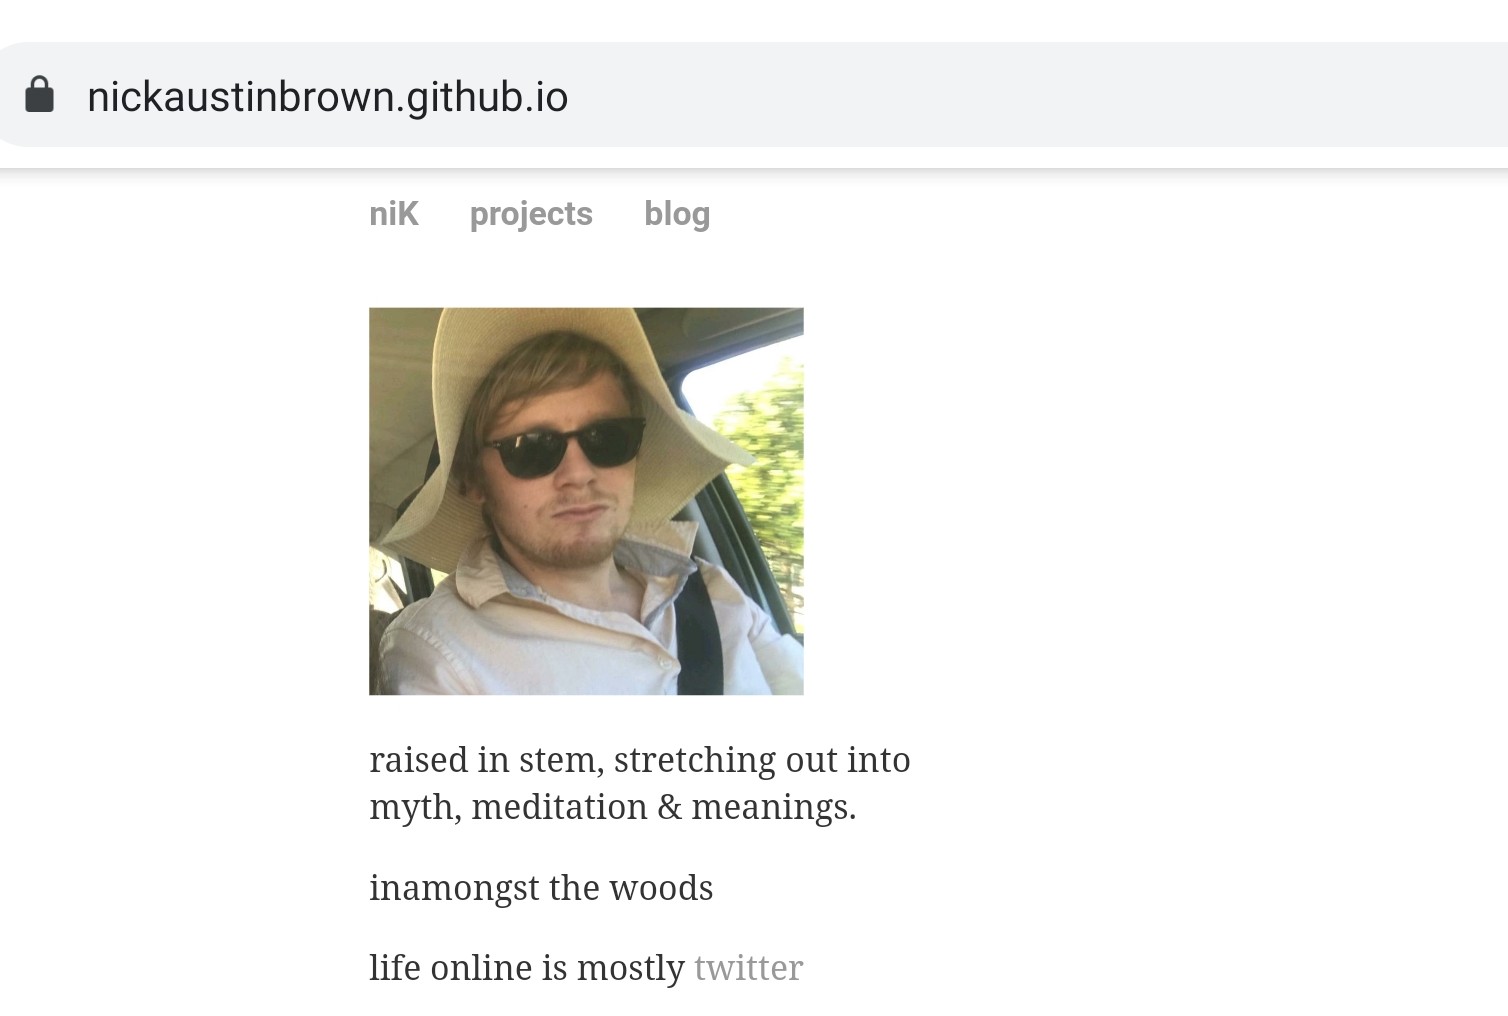 nickaustinbrown.github.io
niK projects blog
raised in stem, stretching out into
myth, meditation & meanings.
inamongst the woods
life online is mostly twitter